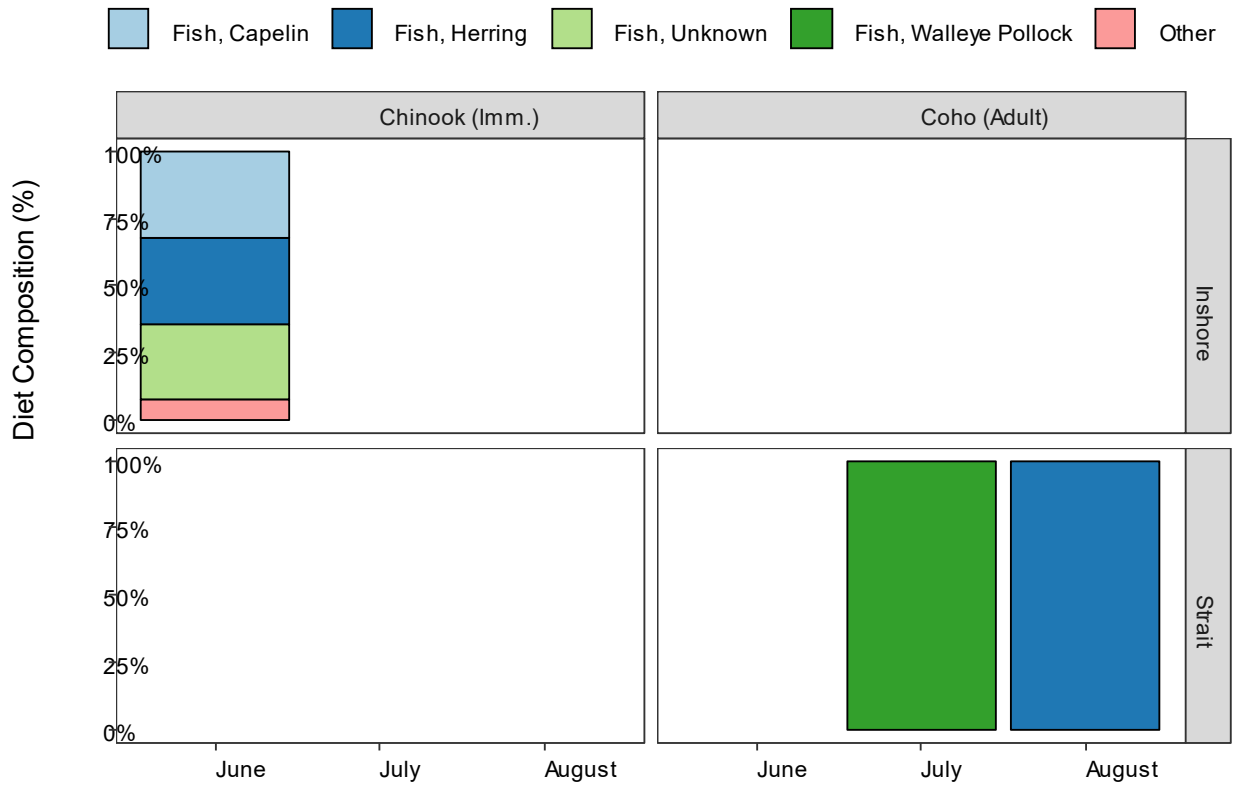 Fish, Capelin Fish, Herring Fish, Unknown Fish, Walleye Pollock Other
Chinook (Imm.) Coho (Adult)
Diet Composition (%)
100%
75%
50%
25%
0%
Inshore
100%
75%
50%
25%
0%
Strait
June July August June July August